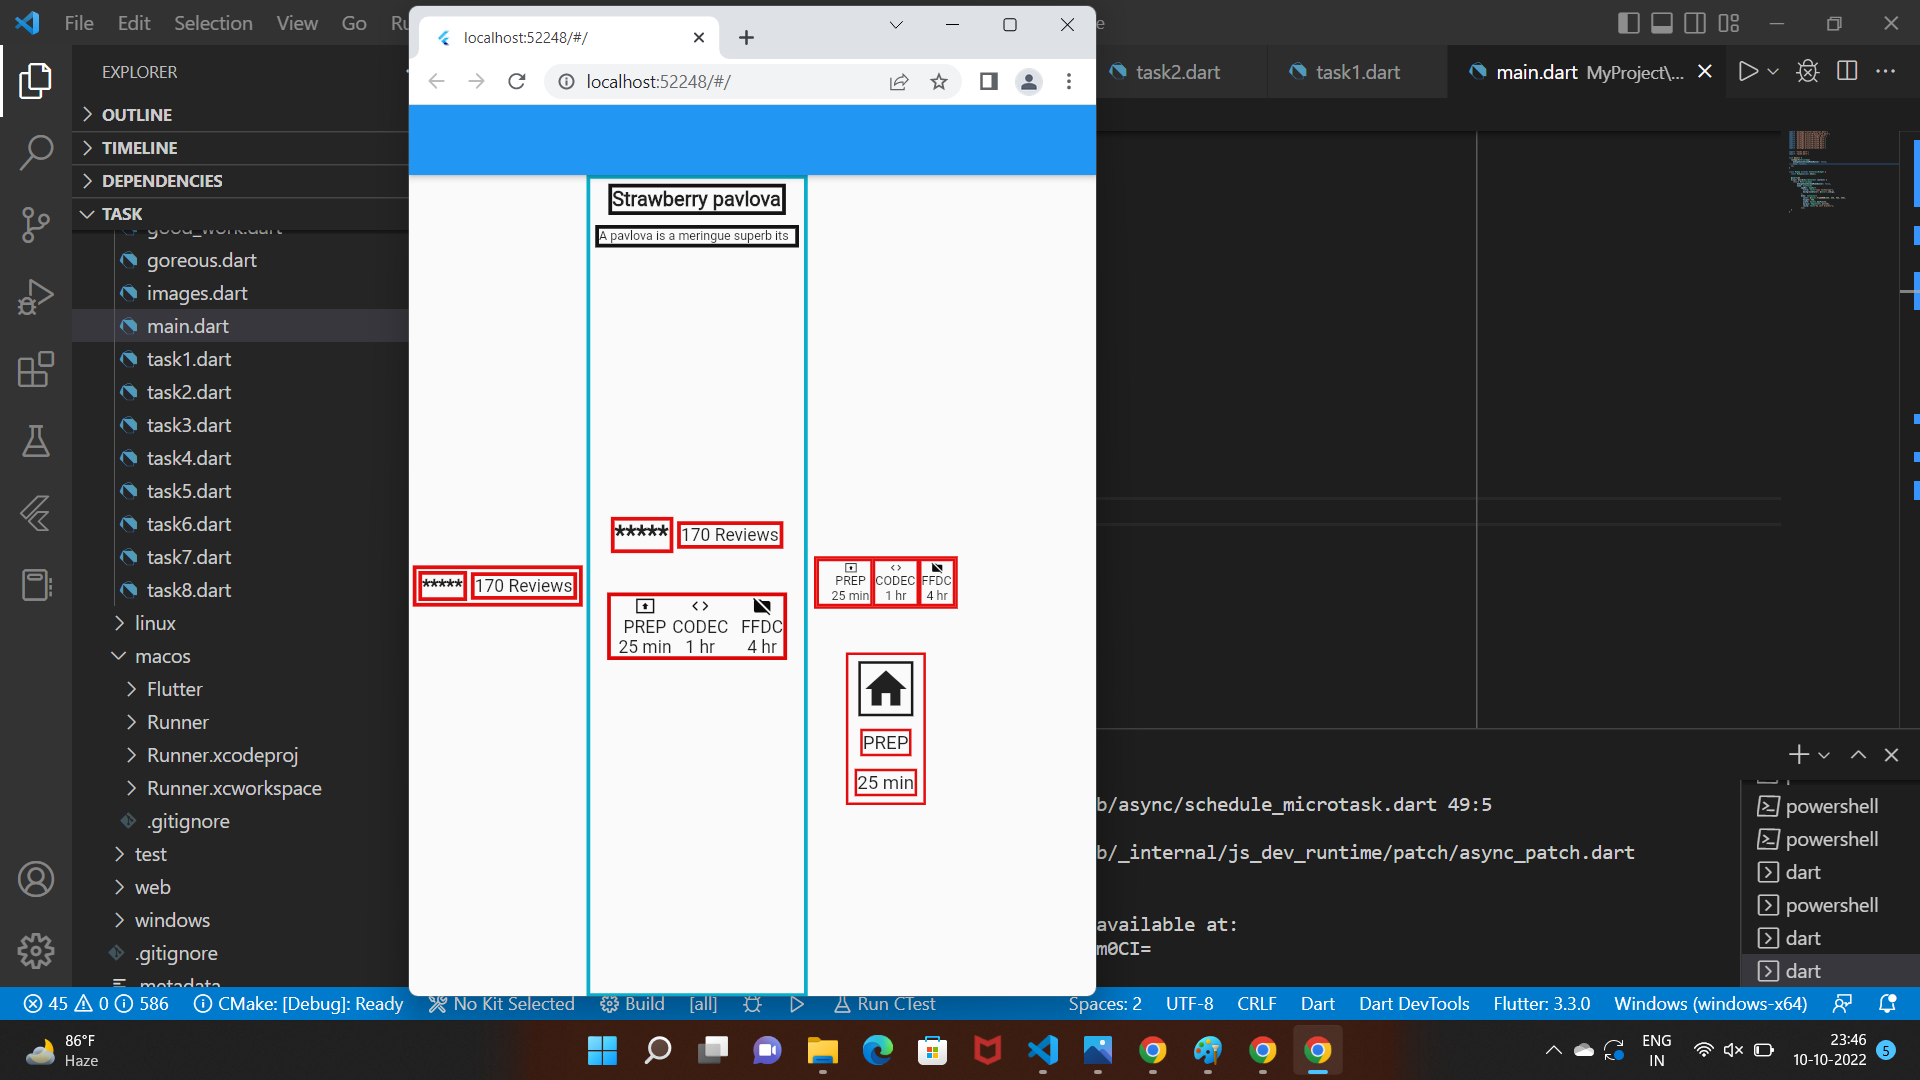 File Edit Selection View Go Ru
localhost:52248/#/
localhost:52248/#/
EXPLORER
task2.dart
task1.dart
main.dart MyProject\...
OUTLINE
TIMELINE
DEPENDENCIES
TASK
good_work.dart
goreous.dart
images.dart
main.dart
task1.dart
task2.dart
task3.dart
task4.dart
task5.dart
task6.dart
task7.dart
task8.dart
linux
macos
Flutter
Runner
Runner.xcodeproj
Runner.xcworkspace
.gitignore
test
web
windows
.gitignore
.metadata
Strawberry pavlova
A pavlova is a meringue superb its
***** 170 Reviews
***** 170 Reviews
PREP CODEC FFDC
25 min 1 hr 4 hr
PREP CODEC FFDC
25 min 1 hr 4 hr
PREP
25 min
b/async/schedule_microtask.dart 49:5
b/_internal/js_dev_runtime/patch/async_patch.dart
available at:
m0CI=
powershell
powershell
dart
powershell
dart
dart
45 0 586 CMake: [Debug]: Ready No Kit Selected Build [all] Run CTest Spaces: 2 UTF-8 CRLF Dart Dart DevTools Flutter: 3.3.0 Windows (windows-x64)
86°F
Haze
ENG
IN
23:46
10-10-2022
5